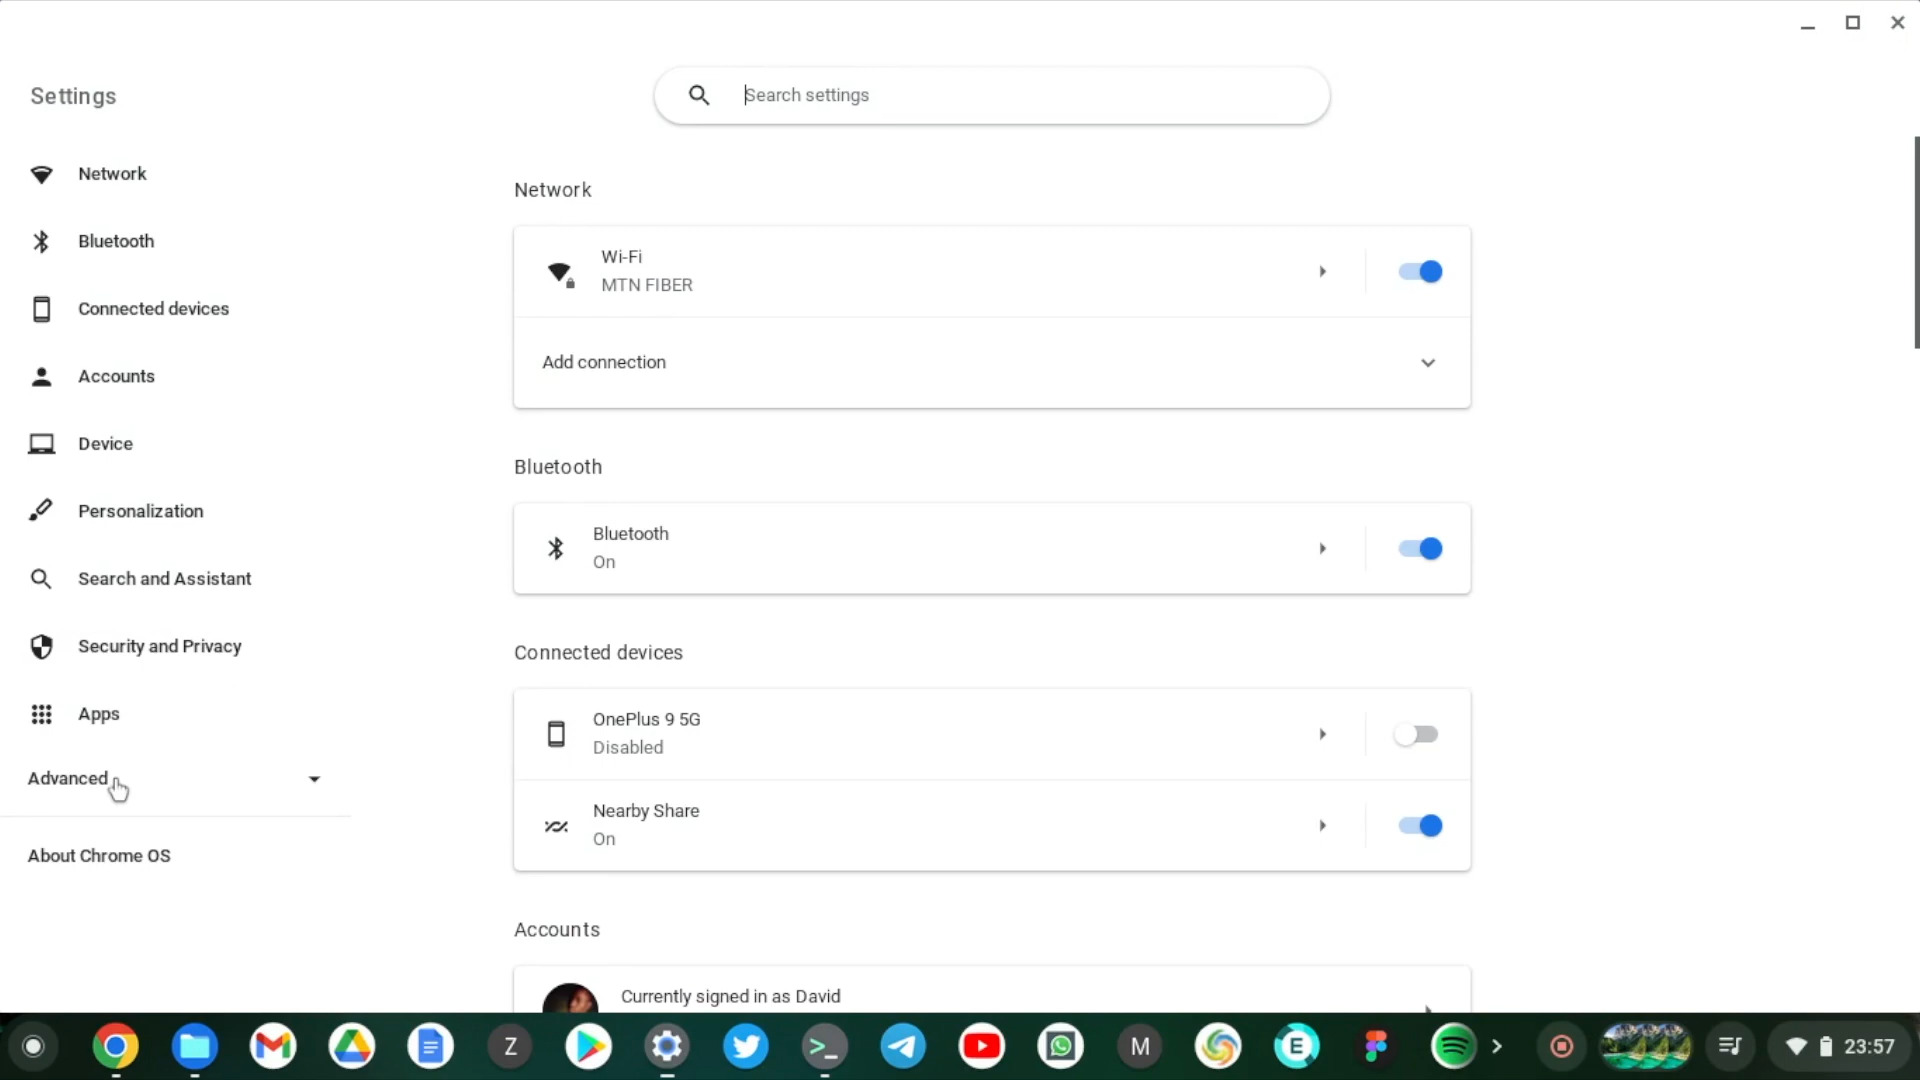 Settings
Search settings
Network
Bluetooth
Connected devices
Accounts
Device
Personalization
Search and Assistant
Security and Privacy
Apps
Advanced
About Chrome OS
Network
Wi-Fi
MTN FIBER
Add connection
Bluetooth
Bluetooth
On
Connected devices
OnePlus 9 5G
Disabled
Nearby Share
On
Accounts
Currently signed in as David
Z
>_
M
E
23:57